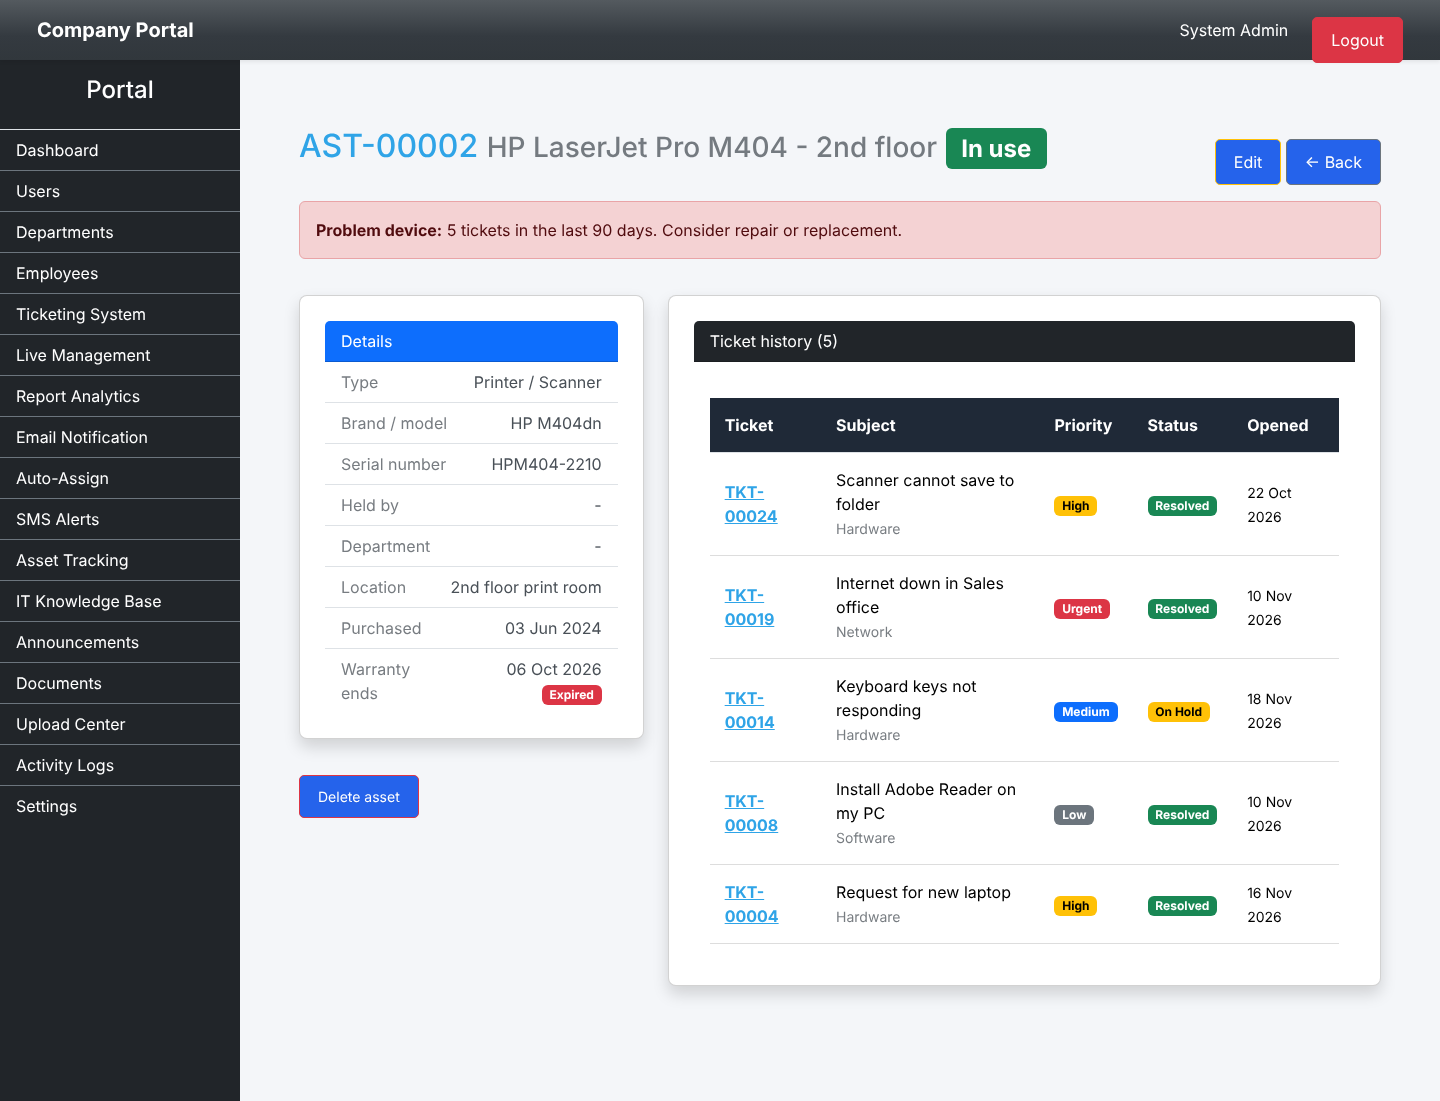 Company Portal
System Admin
Logout
Portal
Dashboard
Users
Departments
Employees
Ticketing System
Live Management
Report Analytics
Email Notification
Auto-Assign
SMS Alerts
Asset Tracking
IT Knowledge Base
Announcements
Documents
Upload Center
Activity Logs
Settings
AST-00002 HP LaserJet Pro M404 - 2nd floor In use
Edit
← Back
Problem device: 5 tickets in the last 90 days. Consider repair or replacement.
Details
Type Printer / Scanner
Brand / model HP M404dn
Serial number HPM404-2210
Held by -
Department -
Location 2nd floor print room
Purchased 03 Jun 2024
Warranty ends 06 Oct 2026
Expired
Delete asset
Ticket history (5)
Ticket Subject Priority Status Opened
TKT-00024 Scanner cannot save to folder High Resolved 22 Oct 2026
Hardware
TKT-00019 Internet down in Sales office Urgent Resolved 10 Nov 2026
Network
TKT-00014 Keyboard keys not responding Medium On Hold 18 Nov 2026
Hardware
TKT-00008 Install Adobe Reader on my PC Low Resolved 10 Nov 2026
Software
TKT-00004 Request for new laptop High Resolved 16 Nov 2026
Hardware